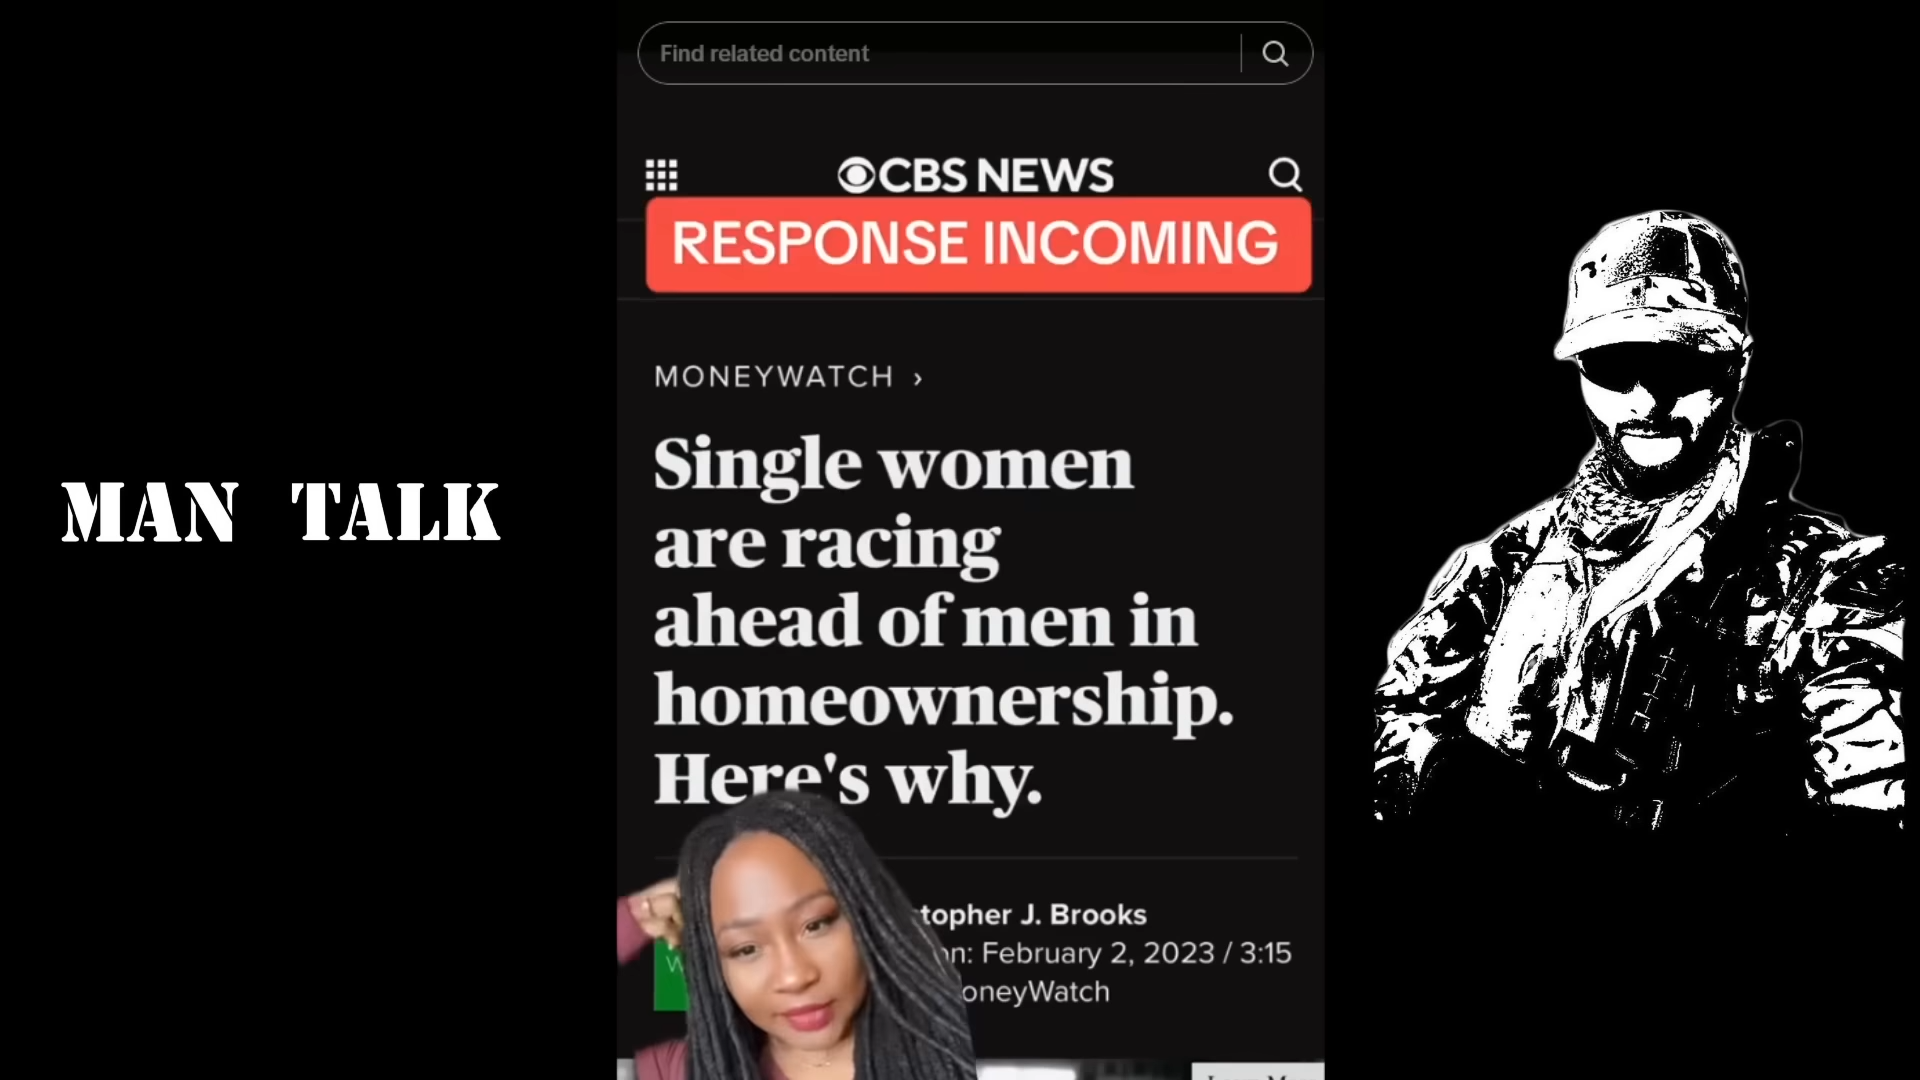 Find related content
CBS NEWS
RESPONSE INCOMING
MONEYWATCH ›
Single women
are racing
ahead of men in
homeownership.
Here's why.
MAN TALK
topher J. Brooks
on: February 2, 2023 / 3:15
oneyWatch